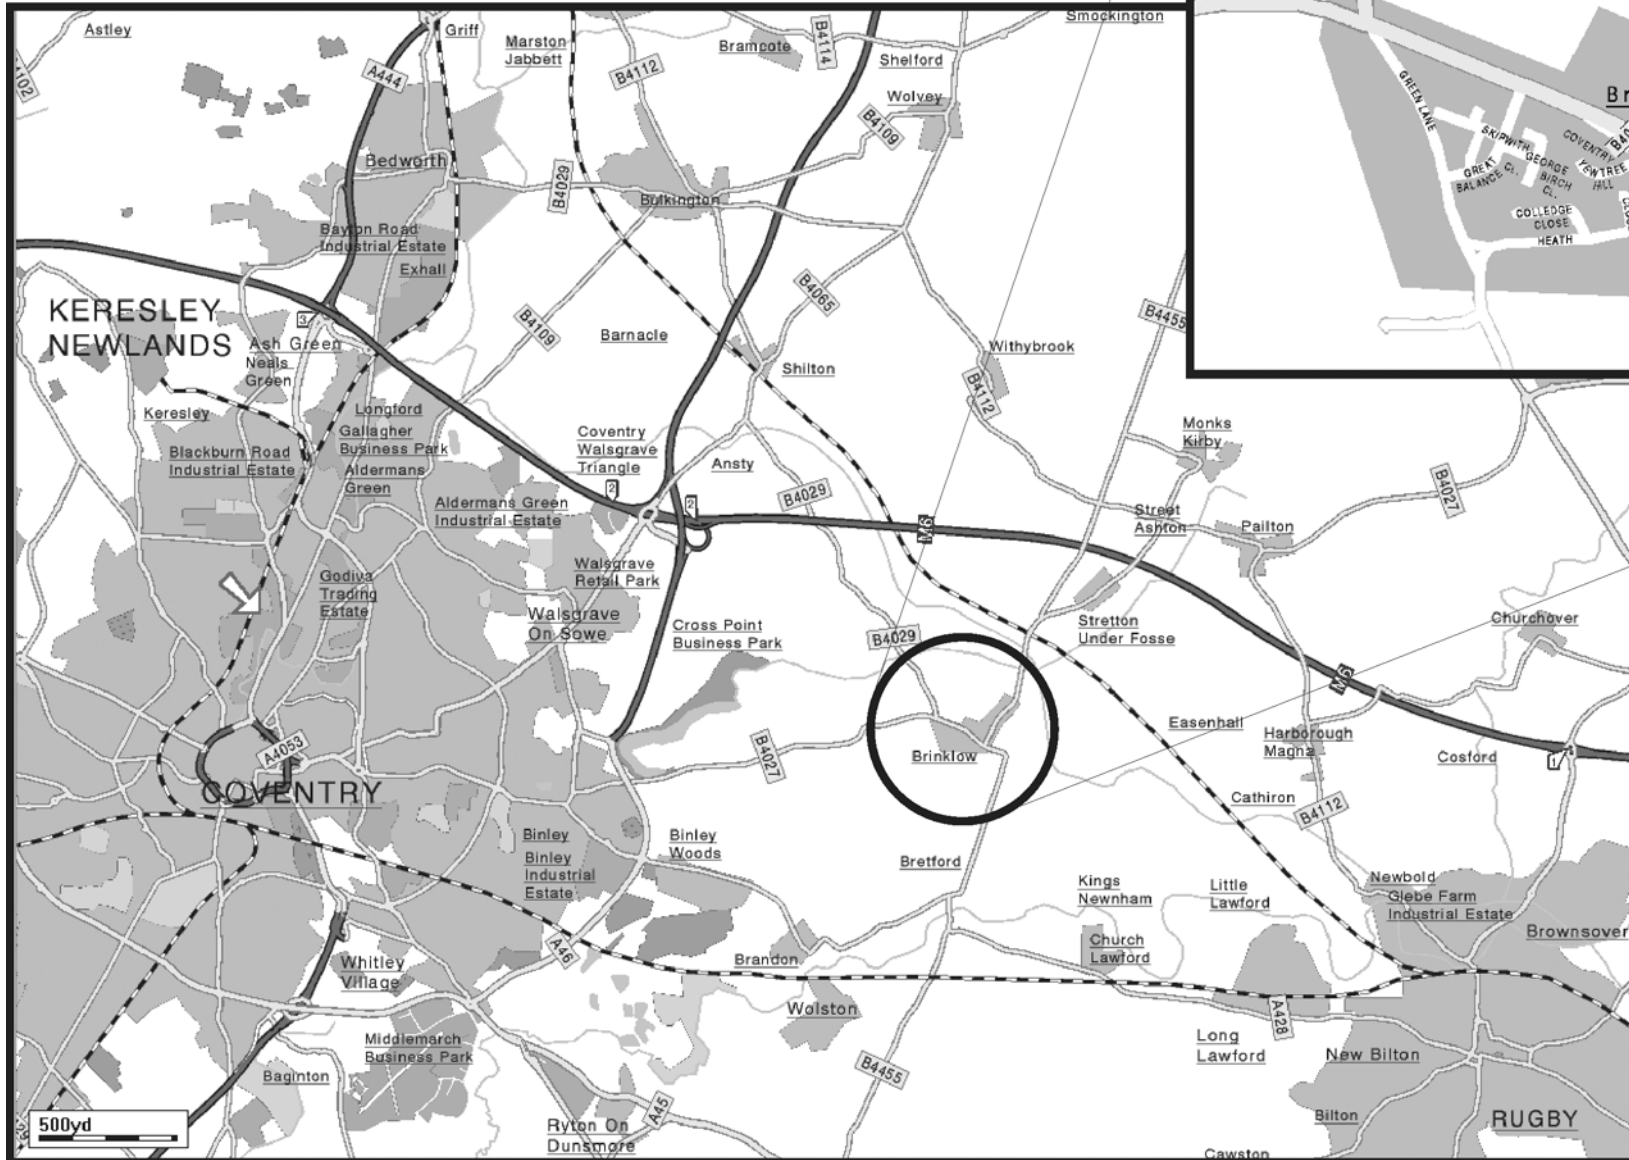 Smockington
Astley
Griff
Marston
Jabbett
Bramcote
B4114
Shelford
A444
B4112
Wolvey
B4109
Bedworth
B4029
Bulkington
Bayton Road
Industrial Estate
Exhall
B4065
KERESLEY
NEWLANDS
3
B4109
Barnacle
B4455
Ash Green
Neals
Green
Withybrook
Shilton
B4112
Keresley
Longford
Gallagher
Business Park
Coventry
Walsgrave
Triangle
Monks
Kirby
Blackburn Road
Industrial Estate
Aldermans
Green
Ansty
2
B4029
B4027
Aldermans Green
Industrial Estate
2
M6
Street
Ashton
Pailton
Walsgrave
Retail Park
Godiva
Trading
Estate
Walsgrave
On Sowe
Cross Point
Business Park
B4029
Stretton
Under Fosse
Churchover
M6
Easenhall
Harborough
Magna
A4053
B4027
Brinklow
Cosford
1
COVENTRY
Cathiron
B4112
Binley
Binley
Woods
Binley
Industrial
Estate
Bretford
Kings
Newnham
Little
Lawford
Newbold
Glebe Farm
Industrial Estate
Brownsover
Church
Lawford
A46
Brandon
Whitley
Village
Wolston
A428
Long
Lawford
New Bilton
Middlemarch
Business Park
Baginton
B4455
A45
Ryton On
Dunsmore
Bilton
RUGBY
Cawston
500yd
GREEN LANE
SKIPWITH
CL.
GREAT
BALANCE
GEORGE
BIRCH
CL.
COVENTRY
YEWTREE
HILL
COLLEDGE
CLOSE
HEATH